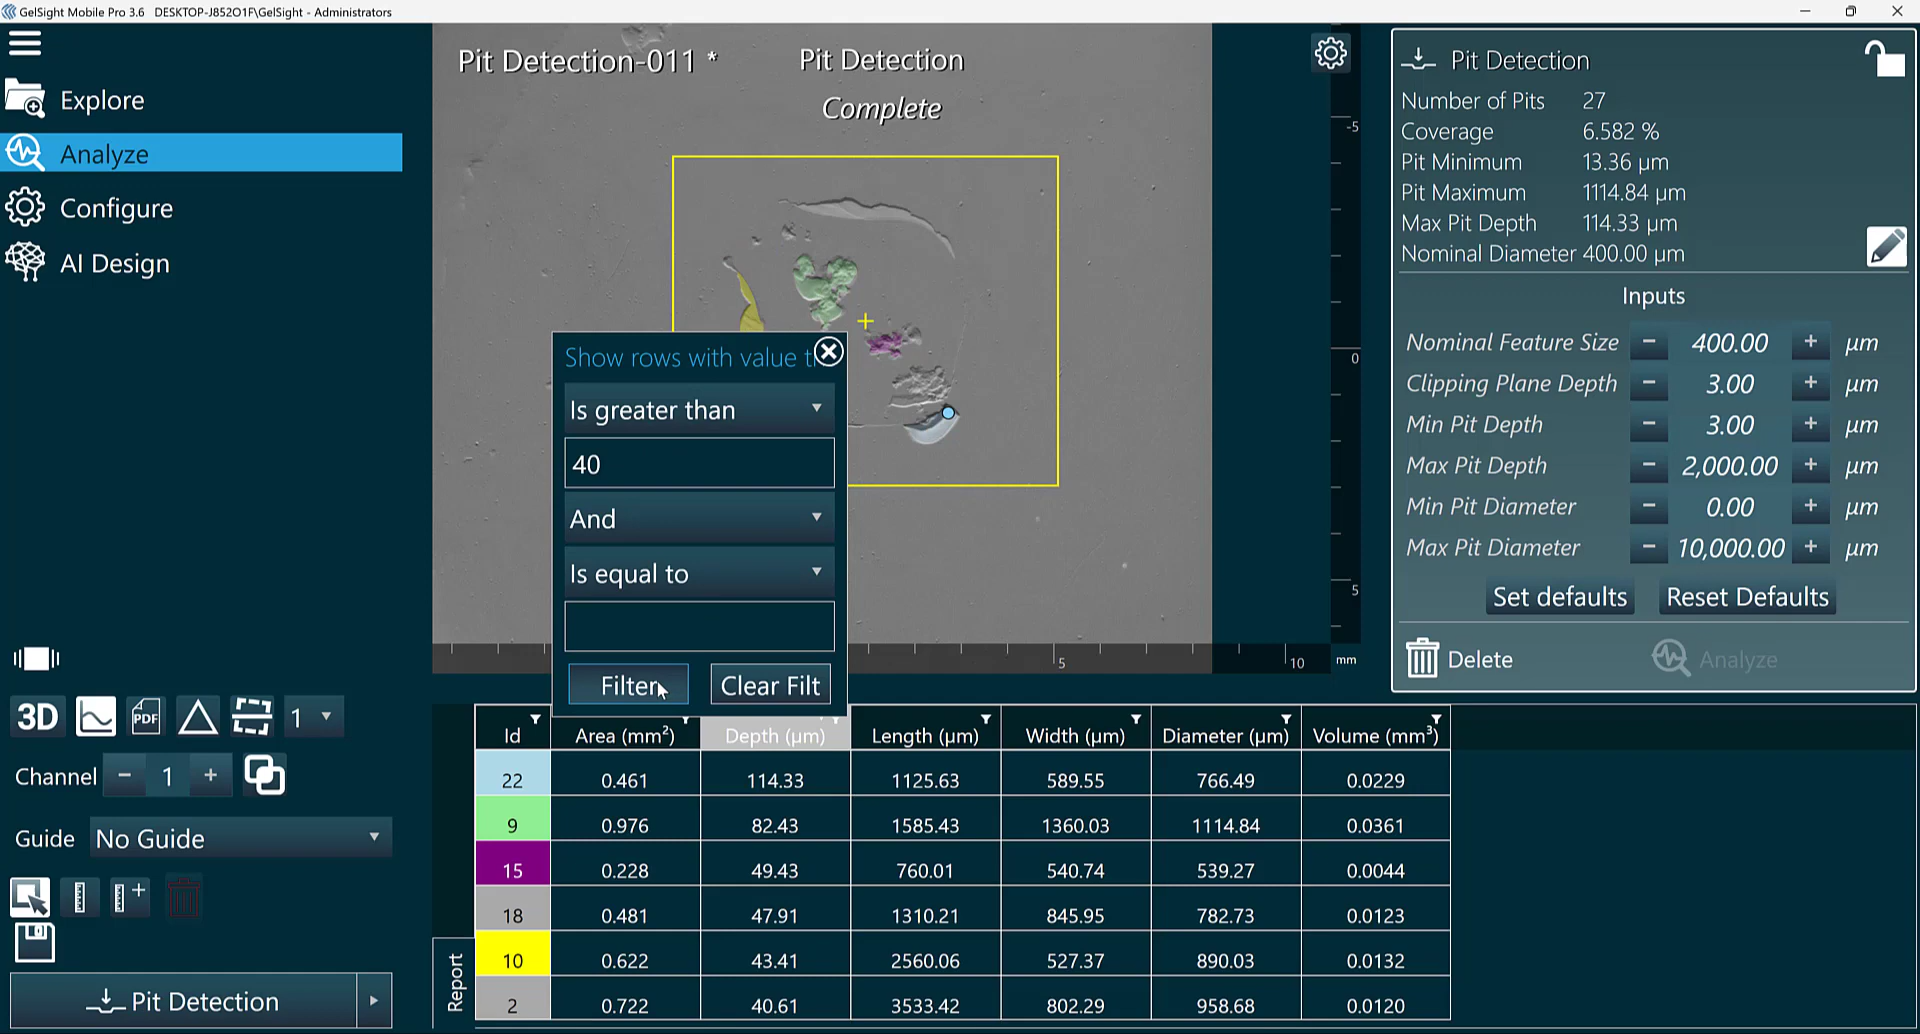 GelSight Mobile Pro 3.6 DESKTOP-J852O1F\GelSight - Administrators
Explore
Analyze
Configure
AI Design
3D
PDF
1
Channel - 1 +
Guide No Guide
Pit Detection
Pit Detection-011 *
Pit Detection
Complete
-5
0
5
5
10
mm
Show rows with value t
Is greater than
40
And
Is equal to
Filter
Clear Filt
Pit Detection
Number of Pits 27
Coverage 6.582 %
Pit Minimum 13.36 µm
Pit Maximum 1114.84 µm
Max Pit Depth 114.33 µm
Nominal Diameter 400.00 µm
Inputs
Nominal Feature Size - 400.00 + µm
Clipping Plane Depth - 3.00 + µm
Min Pit Depth - 3.00 + µm
Max Pit Depth - 2,000.00 + µm
Min Pit Diameter - 0.00 + µm
Max Pit Diameter - 10,000.00 + µm
Set defaults Reset Defaults
Delete Analyze
Report
Id Area (mm²) Depth (µm) Length (µm) Width (µm) Diameter (µm) Volume (mm³)
22 0.461 114.33 1125.63 589.55 766.49 0.0229
9 0.976 82.43 1585.43 1360.03 1114.84 0.0361
15 0.228 49.43 760.01 540.74 539.27 0.0044
18 0.481 47.91 1310.21 845.95 782.73 0.0123
10 0.622 43.41 2560.06 527.37 890.03 0.0132
2 0.722 40.61 3533.42 802.29 958.68 0.0120